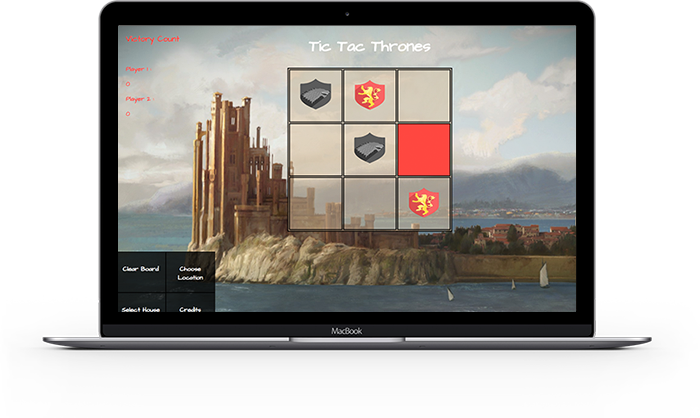 Victory Count
Tic Tac Thrones
Player 1
0
Player 2
0
Clear Board
Choose
Location
Select House
Credits
MacBook